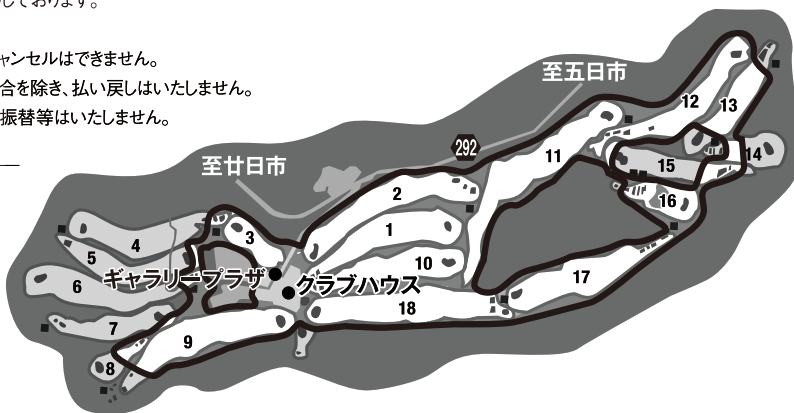 しております。
ャンセルはできません。
合を除き、払い戻しはいたしません。
振替等はいたしません。
至五日市
292
至廿日市
12
13
11
14
15
16
2
1
3
4
5
ギャラリープラザ
クラブハウス
10
6
17
18
7
9
8